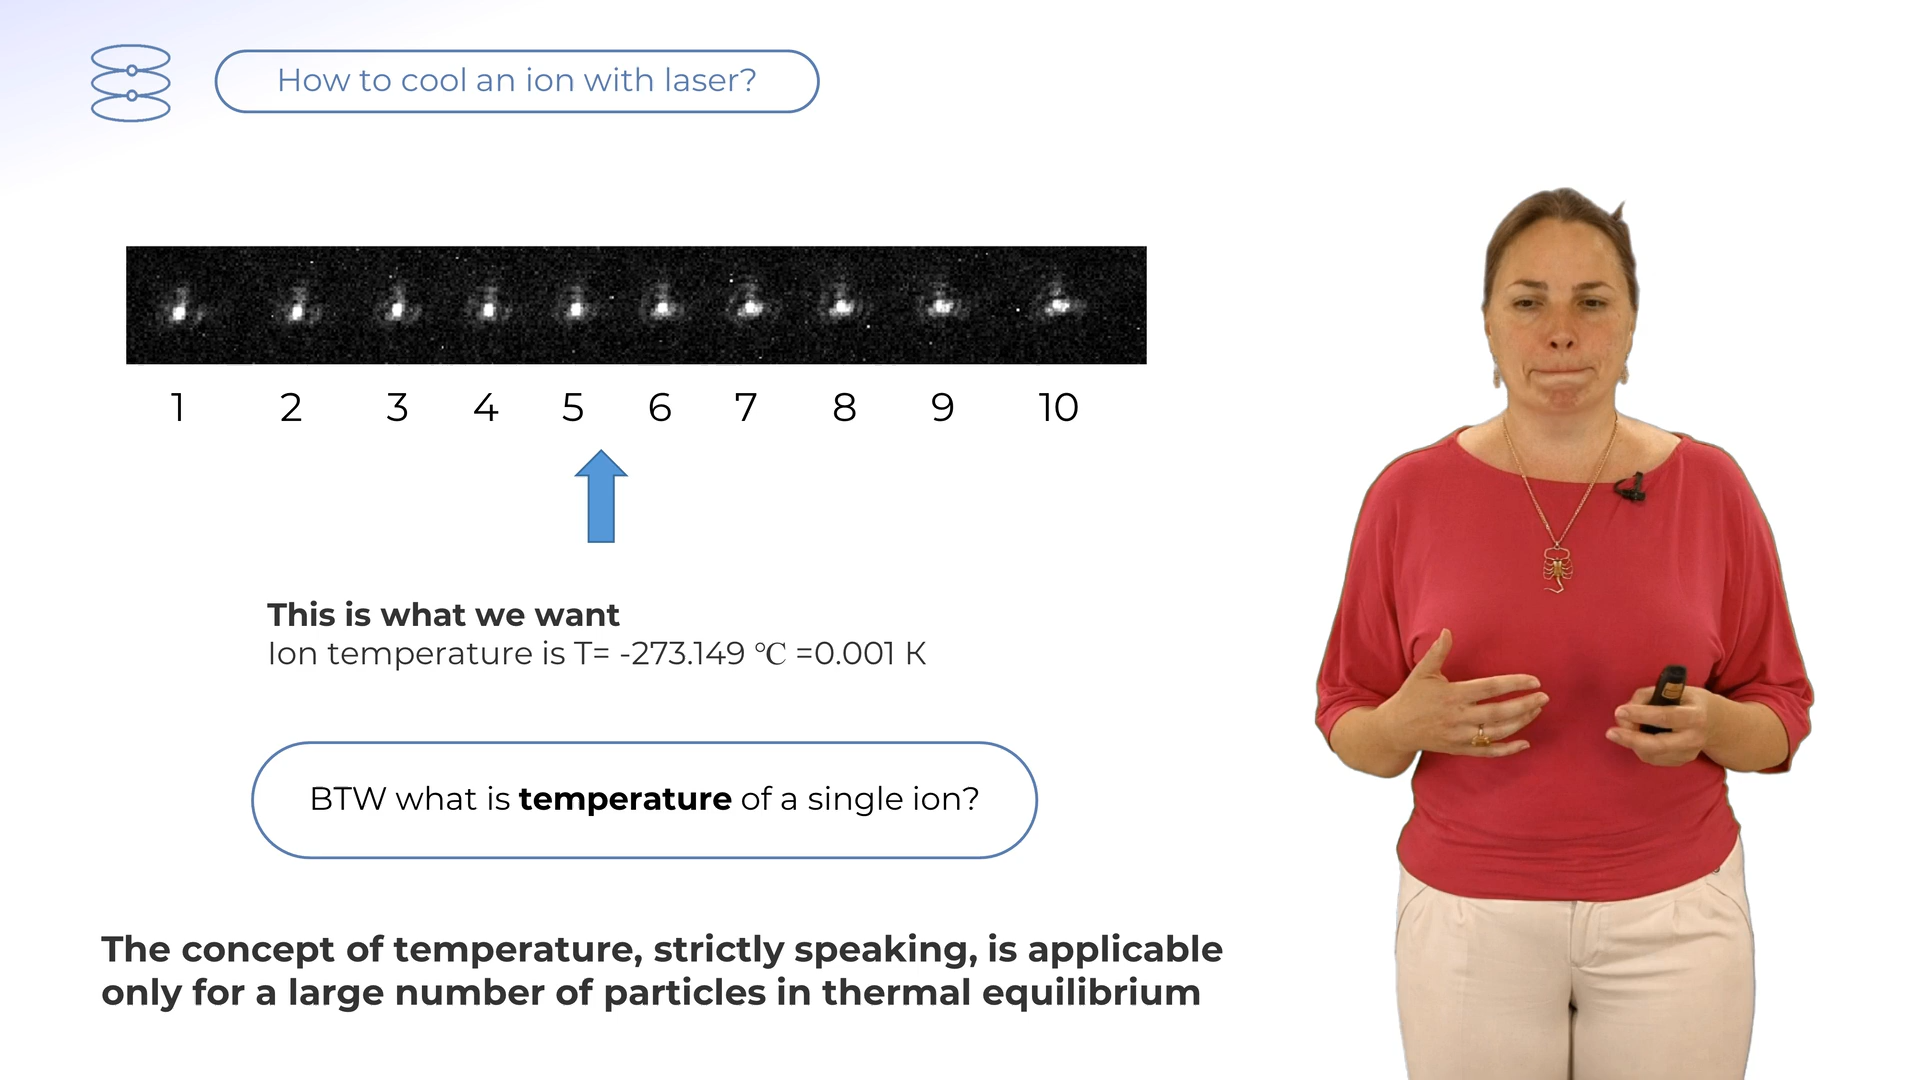 How to cool an ion with laser?
1 2 3 4 5 6 7 8 9 10
This is what we want
Ion temperature is T= -273.149 ℃ =0.001 K
BTW what is temperature of a single ion?
The concept of temperature, strictly speaking, is applicable
only for a large number of particles in thermal equilibrium